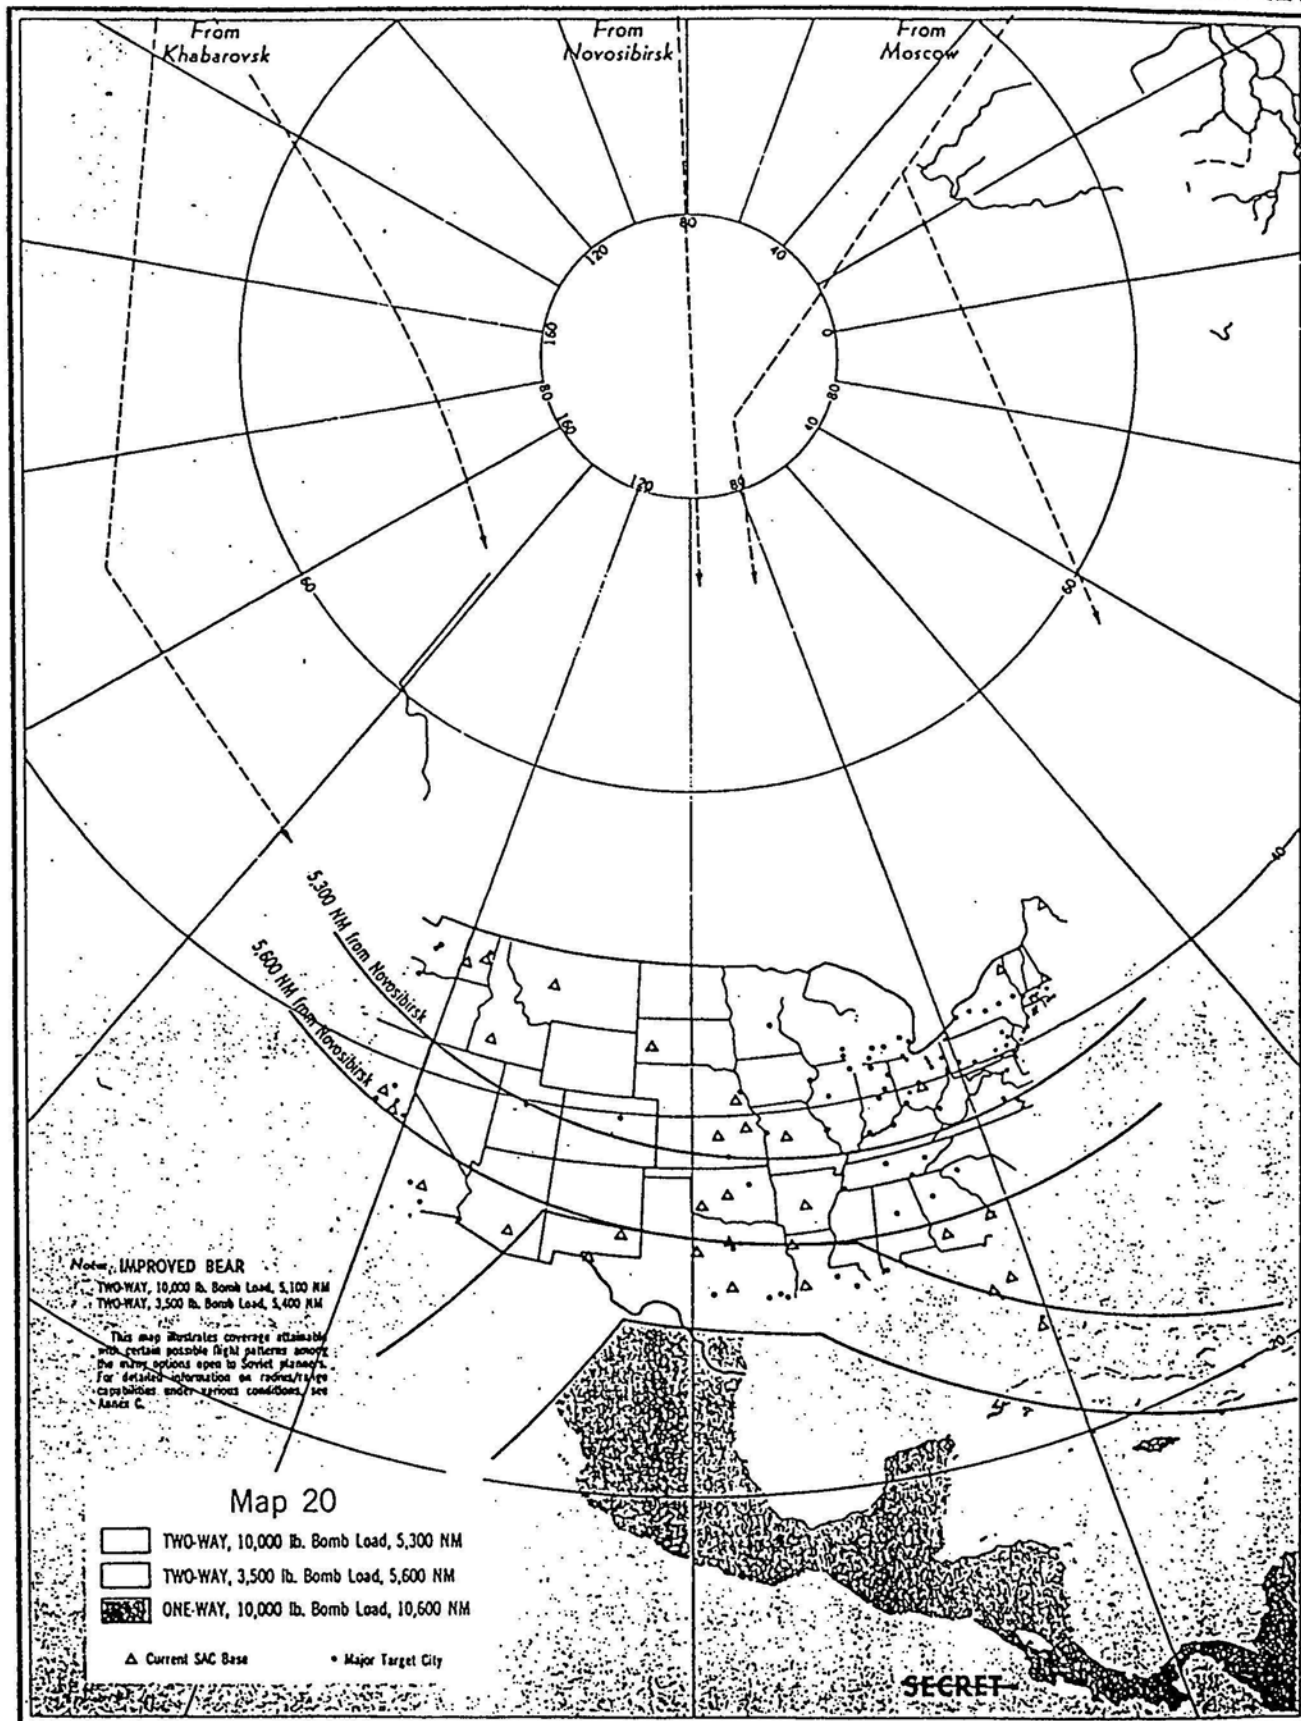 From
Khabarovsk
From
Novosibirsk
From
Moscow
80
120
40
160
0
80
80
160
40
120
80
60
60
40
5,300 NM from Novosibirsk
5,600 NM from Novosibirsk
Note: IMPROVED BEAR
TWO-WAY, 10,000 lb. Bomb Load, 5,100 NM
TWO-WAY, 3,500 lb. Bomb Load, 5,400 NM
This map illustrates coverage attainable
with certain possible flight patterns among
the many options open to Soviet planners.
For detailed information on radius/range
capabilities under various conditions, see
Annex C.
20
Map 20
TWO-WAY, 10,000 lb. Bomb Load, 5,300 NM
TWO-WAY, 3,500 lb. Bomb Load, 5,600 NM
ONE-WAY, 10,000 lb. Bomb Load, 10,600 NM
Current SAC Base
Major Target City
SECRET